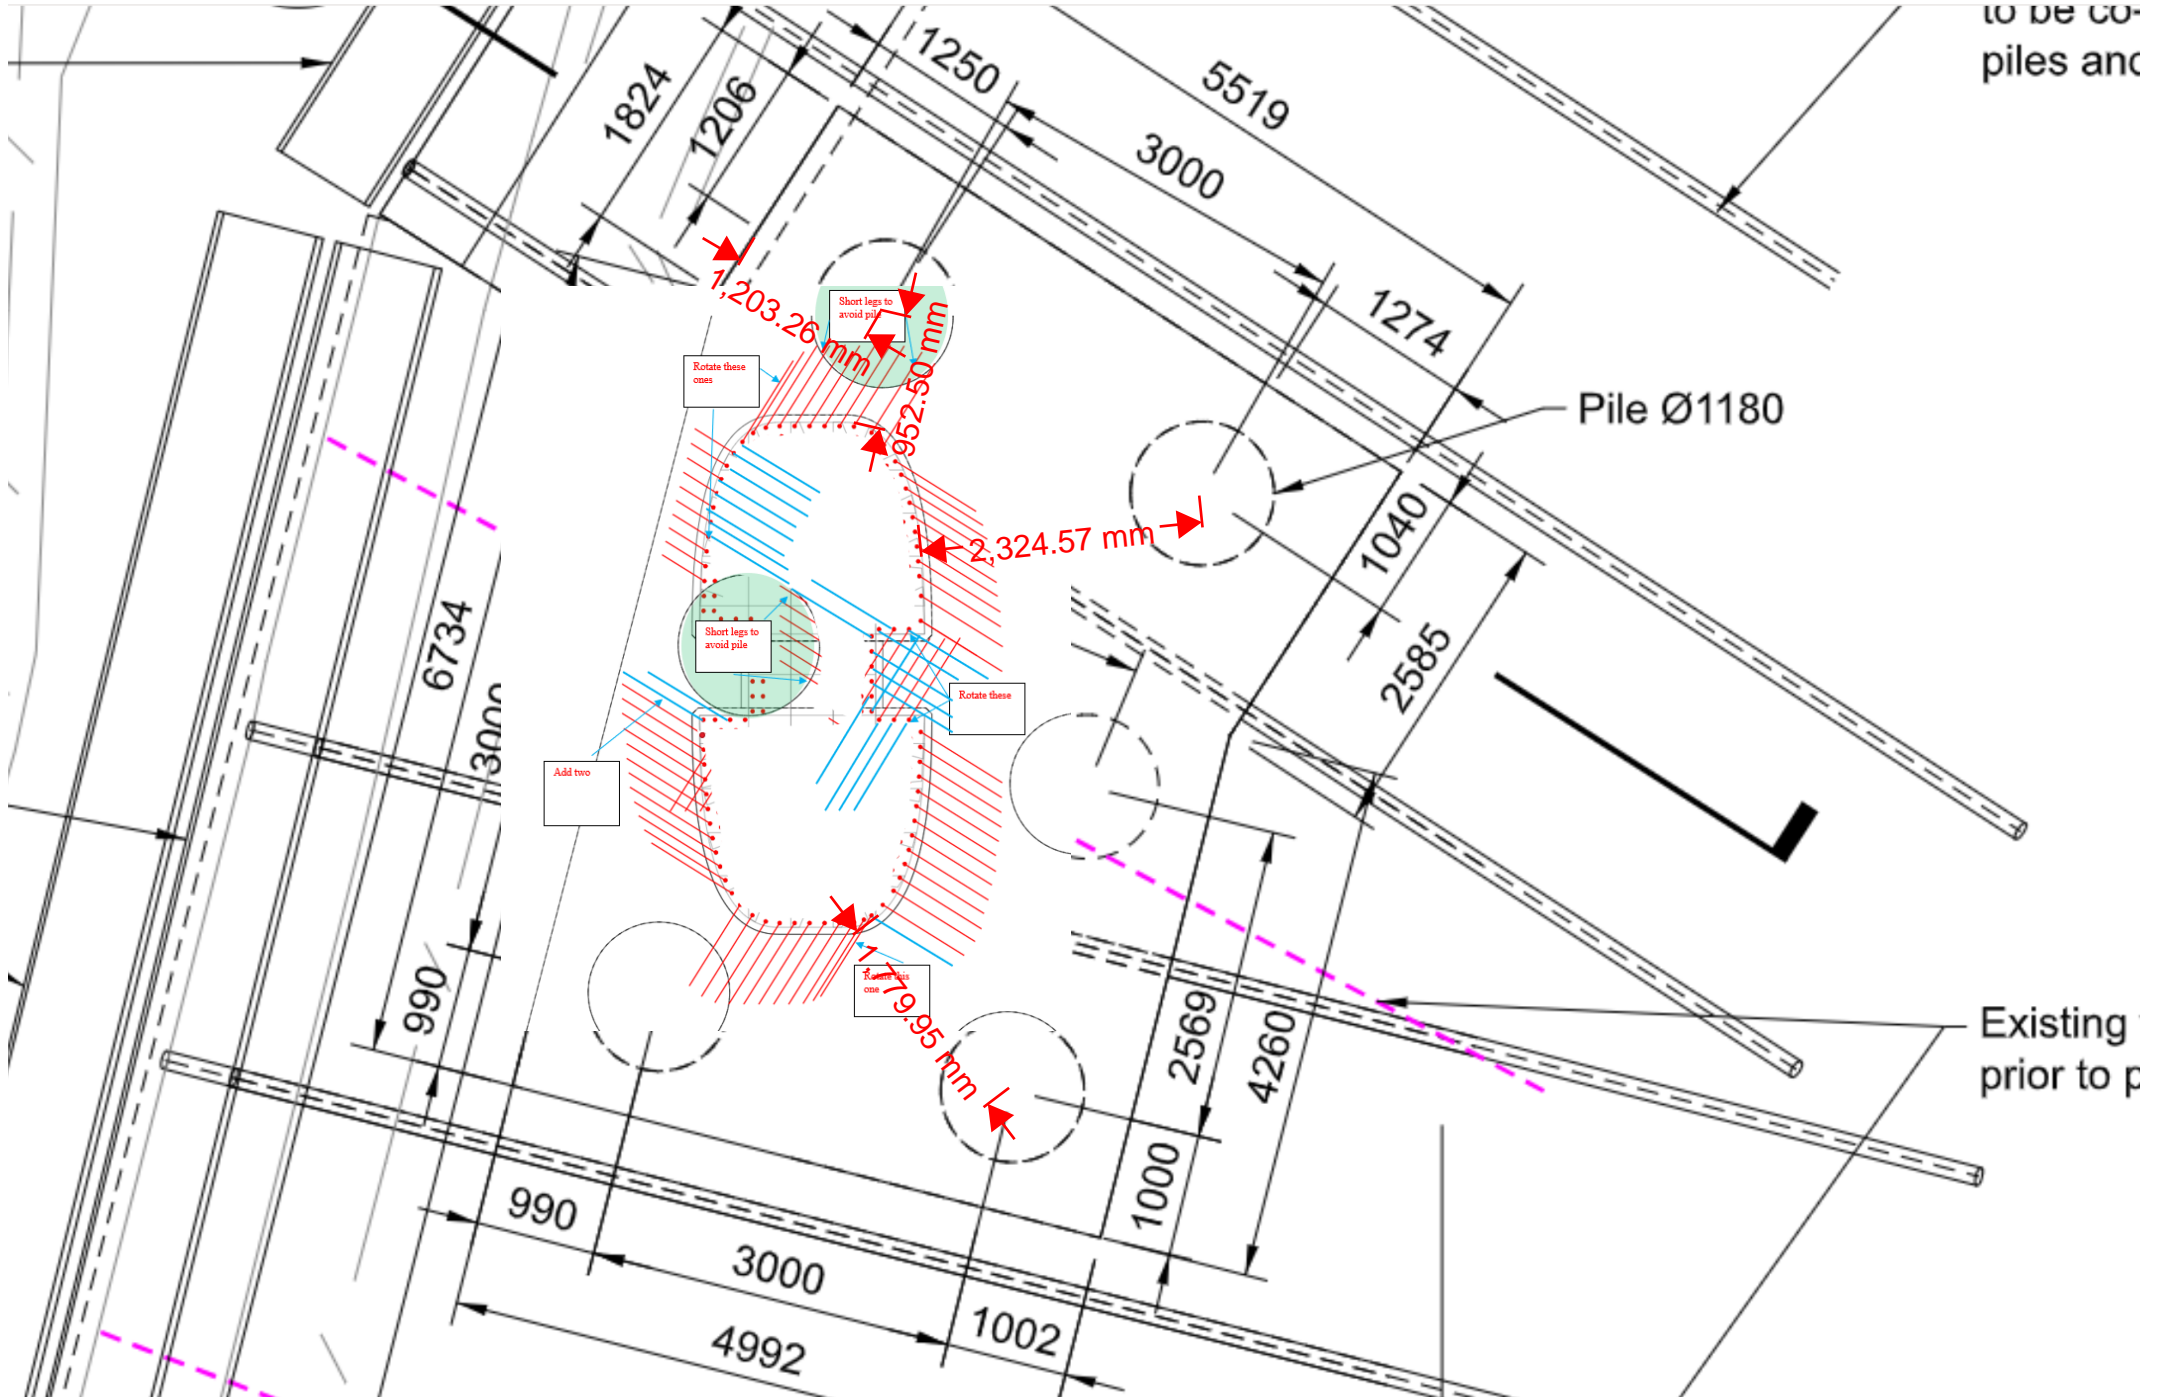 to be co-
piles and
1250
5519
1824
1206
3000
1274
1,203.26 mm
Short legs to
avoid pile
952.50 mm
Rotate these
ones
Pile Ø1180
2,324.57 mm
1040
6734
Short legs to
avoid pile
2585
3000
Rotate these
Add two
990
Rotate this
one
79.95 mm
2569
4260
Existing
prior to p
1000
990
3000
1002
4992